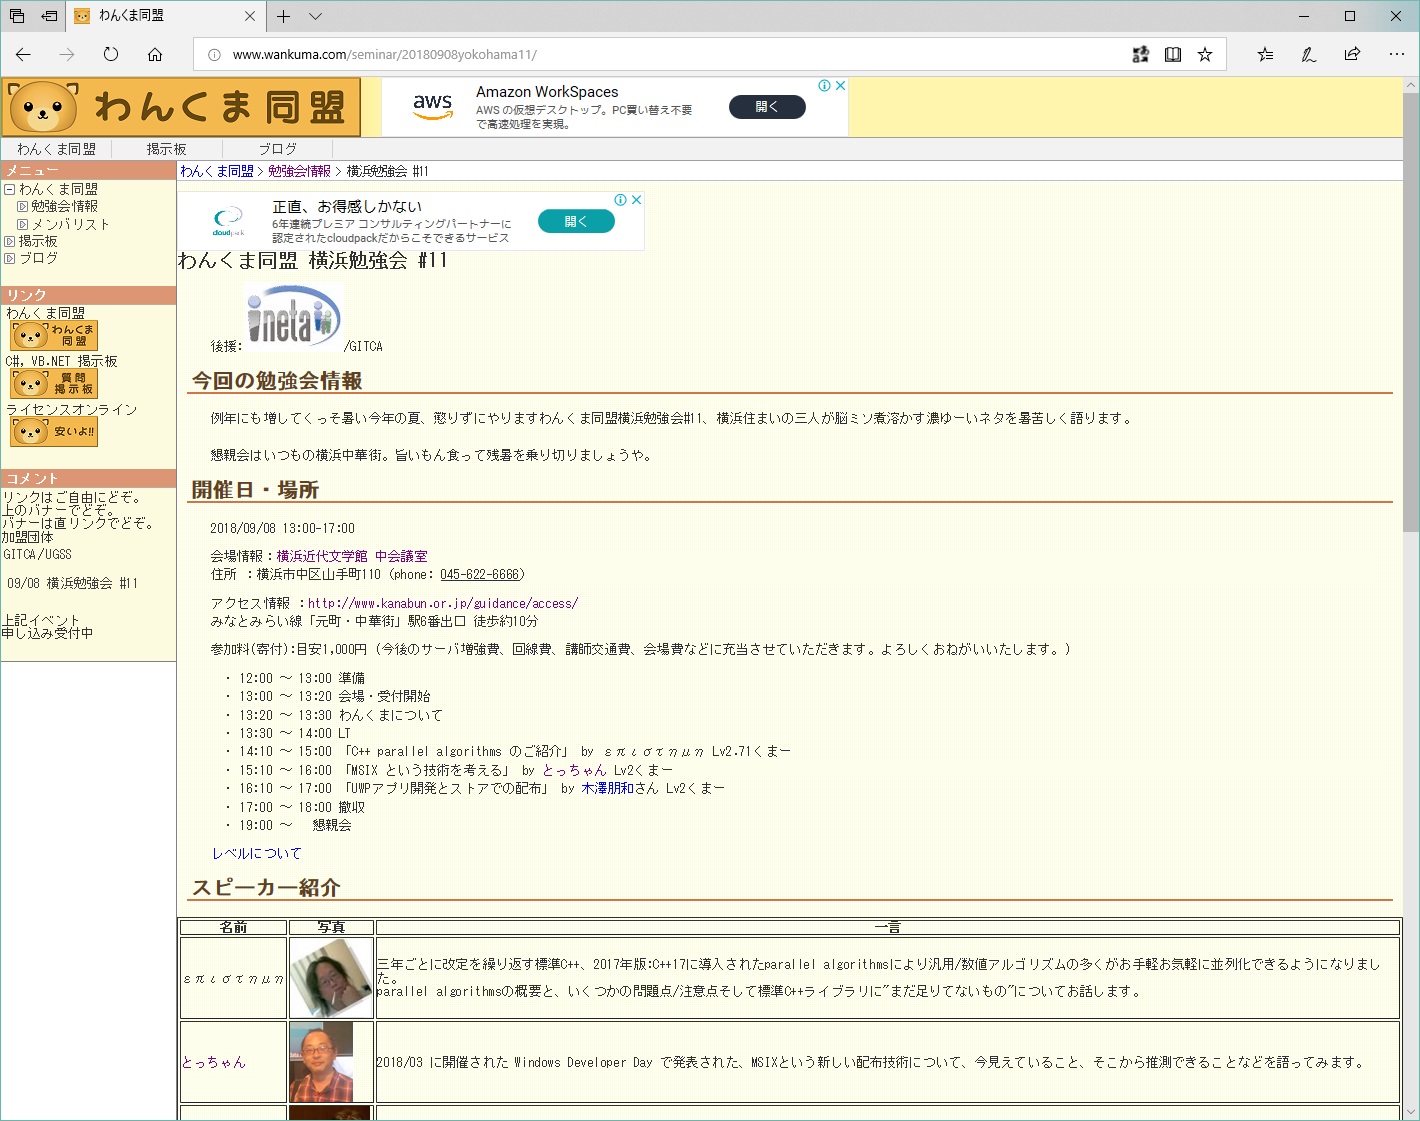 わんくま同盟
www.wankuma.com/seminar/20180908yokohama11/
わんくま同盟
aws
Amazon WorkSpaces
AWS の仮想デスクトップ。PC買い替え不要
で高速処理を実現。
開く
わんくま同盟 掲示板 ブログ
メニュー
わんくま同盟
勉強会情報
メンバリスト
掲示板
ブログ
リンク
わんくま同盟
わんくま
同盟
C#, VB.NET 掲示板
質問
掲示板
ライセンスオンライン
安いよ!!
コメント
リンクはご自由にどぞ。
上のバナーでどぞ。
バナーは直リンクでどぞ。
加盟団体
GITCA/UGSS
09/08 横浜勉強会 #11
上記イベント
申し込み受付中
わんくま同盟 > 勉強会情報 > 横浜勉強会 #11
cloudpack
正直、お得感しかない
6年連続プレミア コンサルティングパートナーに
認定されたcloudpackだからこそできるサービス
開く
わんくま同盟 横浜勉強会 #11
ineta
後援: /GITCA
今回の勉強会情報
例年にも増してくっそ暑い今年の夏、懲りずにやりますわんくま同盟横浜勉強会#11、横浜住まいの三人が脳ミソ煮溶かす濃ゆーいネタを暑苦しく語ります。
懇親会はいつもの横浜中華街。旨いもん食って残暑を乗り切りましょうや。
開催日・場所
2018/09/08 13:00-17:00
会場情報：横浜近代文学館 中会議室
住所 ：横浜市中区山手町110 (phone: 045-622-6666)
アクセス情報 ：http://www.kanabun.or.jp/guidance/access/
みなとみらい線「元町・中華街」駅6番出口 徒歩約10分
参加料(寄付):目安1,000円 (今後のサーバ増強費、回線費、講師交通費、会場費などに充当させていただきます。よろしくおねがいいたします。)
・ 12:00 ～ 13:00 準備
・ 13:00 ～ 13:20 会場・受付開始
・ 13:20 ～ 13:30 わんくまについて
・ 13:30 ～ 14:00 LT
・ 14:10 ～ 15:00 「C++ parallel algorithms のご紹介」 by επιστημη Lv2.71くまー
・ 15:10 ～ 16:00 「MSIX という技術を考える」 by とっちゃん Lv2くまー
・ 16:10 ～ 17:00 「UWPアプリ開発とストアでの配布」 by 木澤朋和さん Lv2くまー
・ 17:00 ～ 18:00 撤収
・ 19:00 ～ 懇親会
レベルについて
スピーカー紹介
名前 写真 一言
επιστημη
三年ごとに改定を繰り返す標準C++、2017年版:C++17に導入されたparallel algorithmsにより汎用/数値アルゴリズムの多くがお手軽お気軽に並列化できるようになりまし
た。
parallel algorithmsの概要と、いくつかの問題点/注意点そして標準C++ライブラリに"まだ足りてないもの"についてお話します。
とっちゃん
2018/03 に開催された Windows Developer Day で発表された、MSIXという新しい配布技術について、今見えていること、そこから推測できることなどを語ってみます。